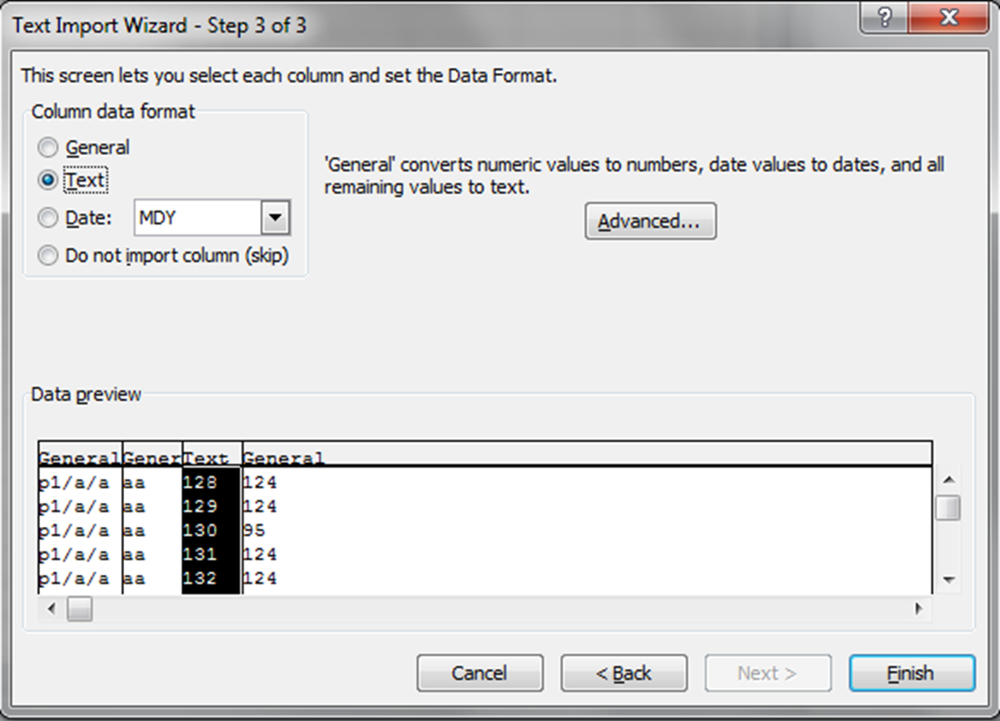 Text Import Wizard - Step 3 of 3
?
This screen lets you select each column and set the Data Format.
Column data format
General
Text
Date: MDY
Do not import column (skip)
'General' converts numeric values to numbers, date values to dates, and all
remaining values to text.
Advanced...
Data preview
General Gener Text General
p1/a/a aa 128 124
p1/a/a aa 129 124
p1/a/a aa 130 95
p1/a/a aa 131 124
p1/a/a aa 132 124
Cancel < Back Next > Finish